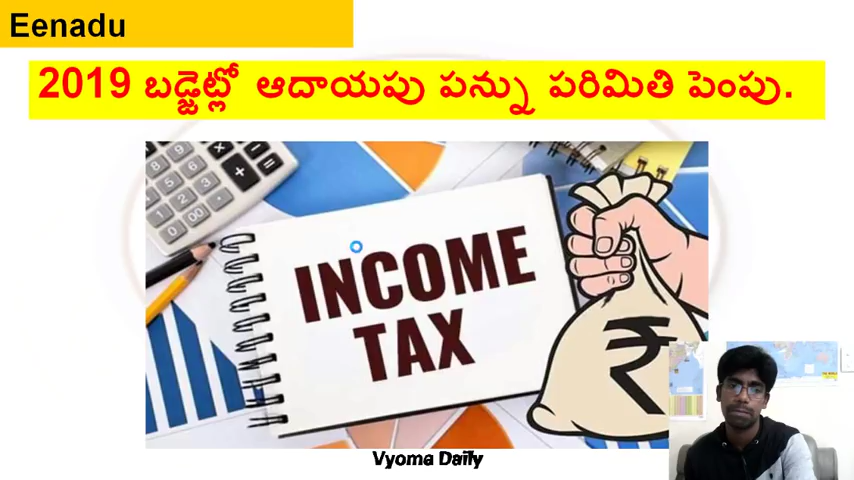 Eenadu
2019 బడ్జెట్లో ఆదాయపు పన్ను పరిమితి పెంపు.
INCOME
TAX
₹
Vyoma Daily